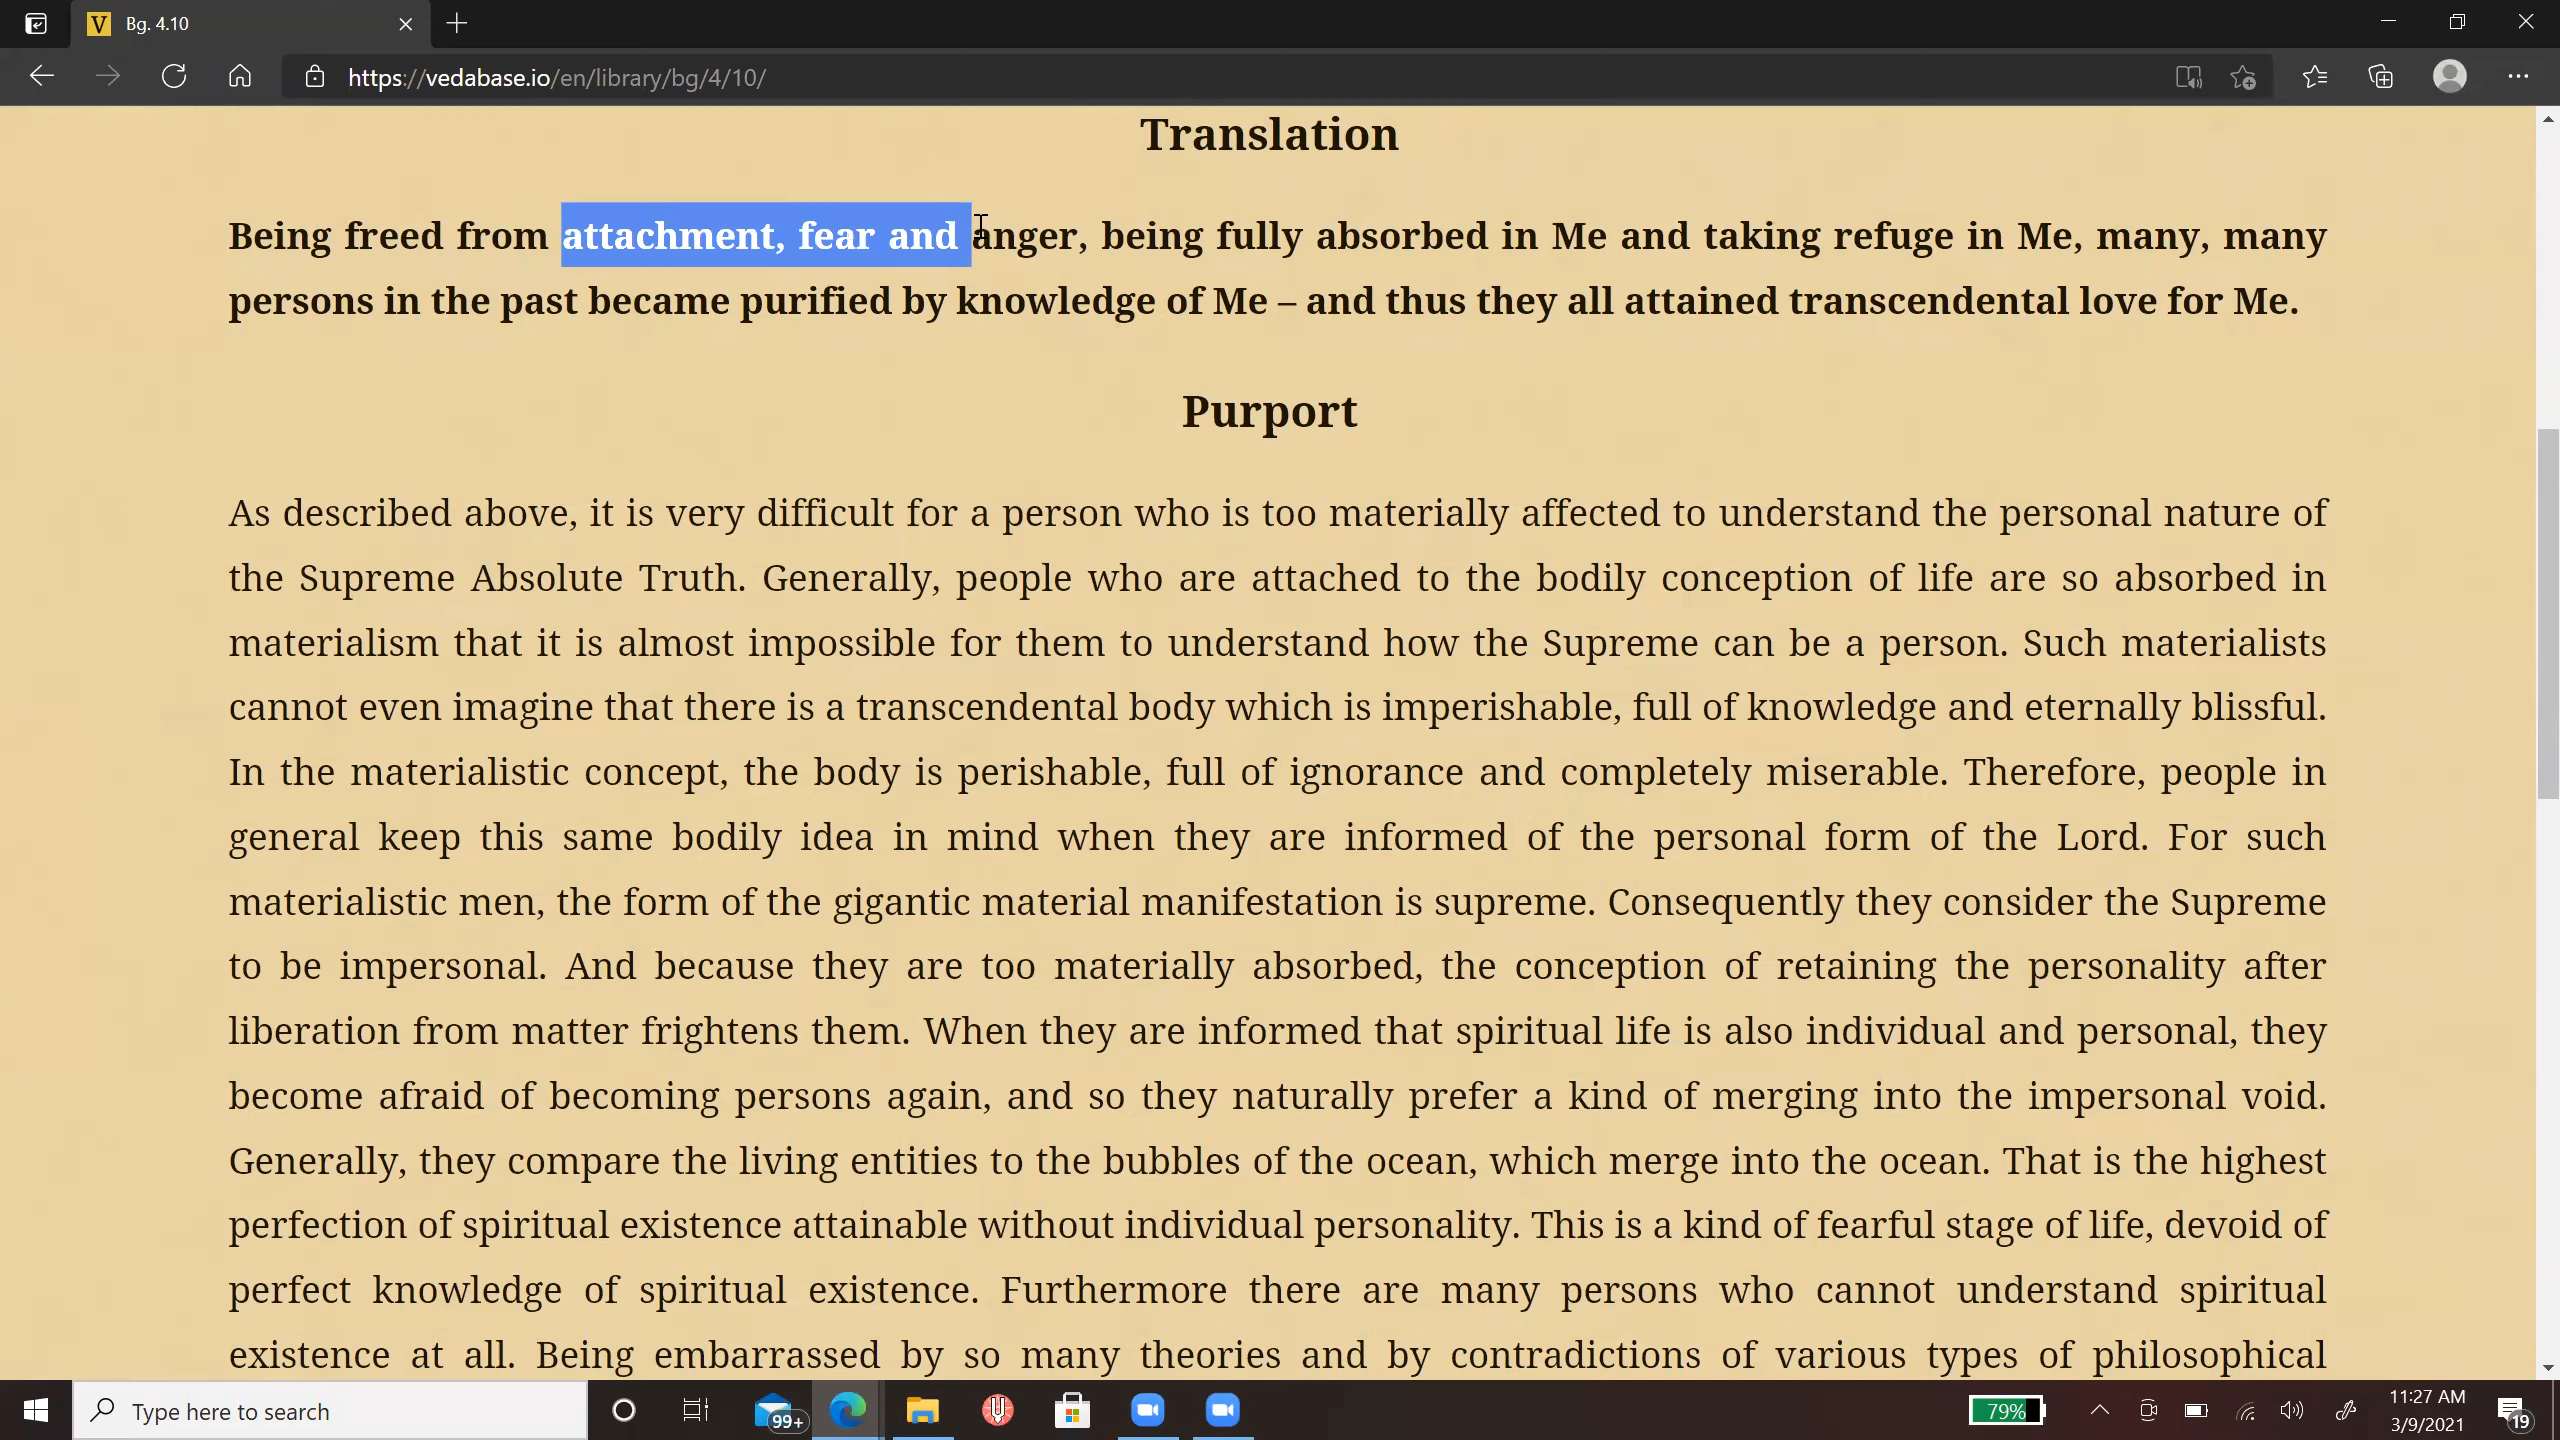 Bg. 4.10
https://vedabase.io/en/library/bg/4/10/
Translation
Being freed from attachment, fear and anger, being fully absorbed in Me and taking refuge in Me, many, many
persons in the past became purified by knowledge of Me – and thus they all attained transcendental love for Me.
Purport
As described above, it is very difficult for a person who is too materially affected to understand the personal nature of
the Supreme Absolute Truth. Generally, people who are attached to the bodily conception of life are so absorbed in
materialism that it is almost impossible for them to understand how the Supreme can be a person. Such materialists
cannot even imagine that there is a transcendental body which is imperishable, full of knowledge and eternally blissful.
In the materialistic concept, the body is perishable, full of ignorance and completely miserable. Therefore, people in
general keep this same bodily idea in mind when they are informed of the personal form of the Lord. For such
materialistic men, the form of the gigantic material manifestation is supreme. Consequently they consider the Supreme
to be impersonal. And because they are too materially absorbed, the conception of retaining the personality after
liberation from matter frightens them. When they are informed that spiritual life is also individual and personal, they
become afraid of becoming persons again, and so they naturally prefer a kind of merging into the impersonal void.
Generally, they compare the living entities to the bubbles of the ocean, which merge into the ocean. That is the highest
perfection of spiritual existence attainable without individual personality. This is a kind of fearful stage of life, devoid of
perfect knowledge of spiritual existence. Furthermore there are many persons who cannot understand spiritual
existence at all. Being embarrassed by so many theories and by contradictions of various types of philosophical
Type here to search
99+
79%
11:27 AM
3/9/2021
19